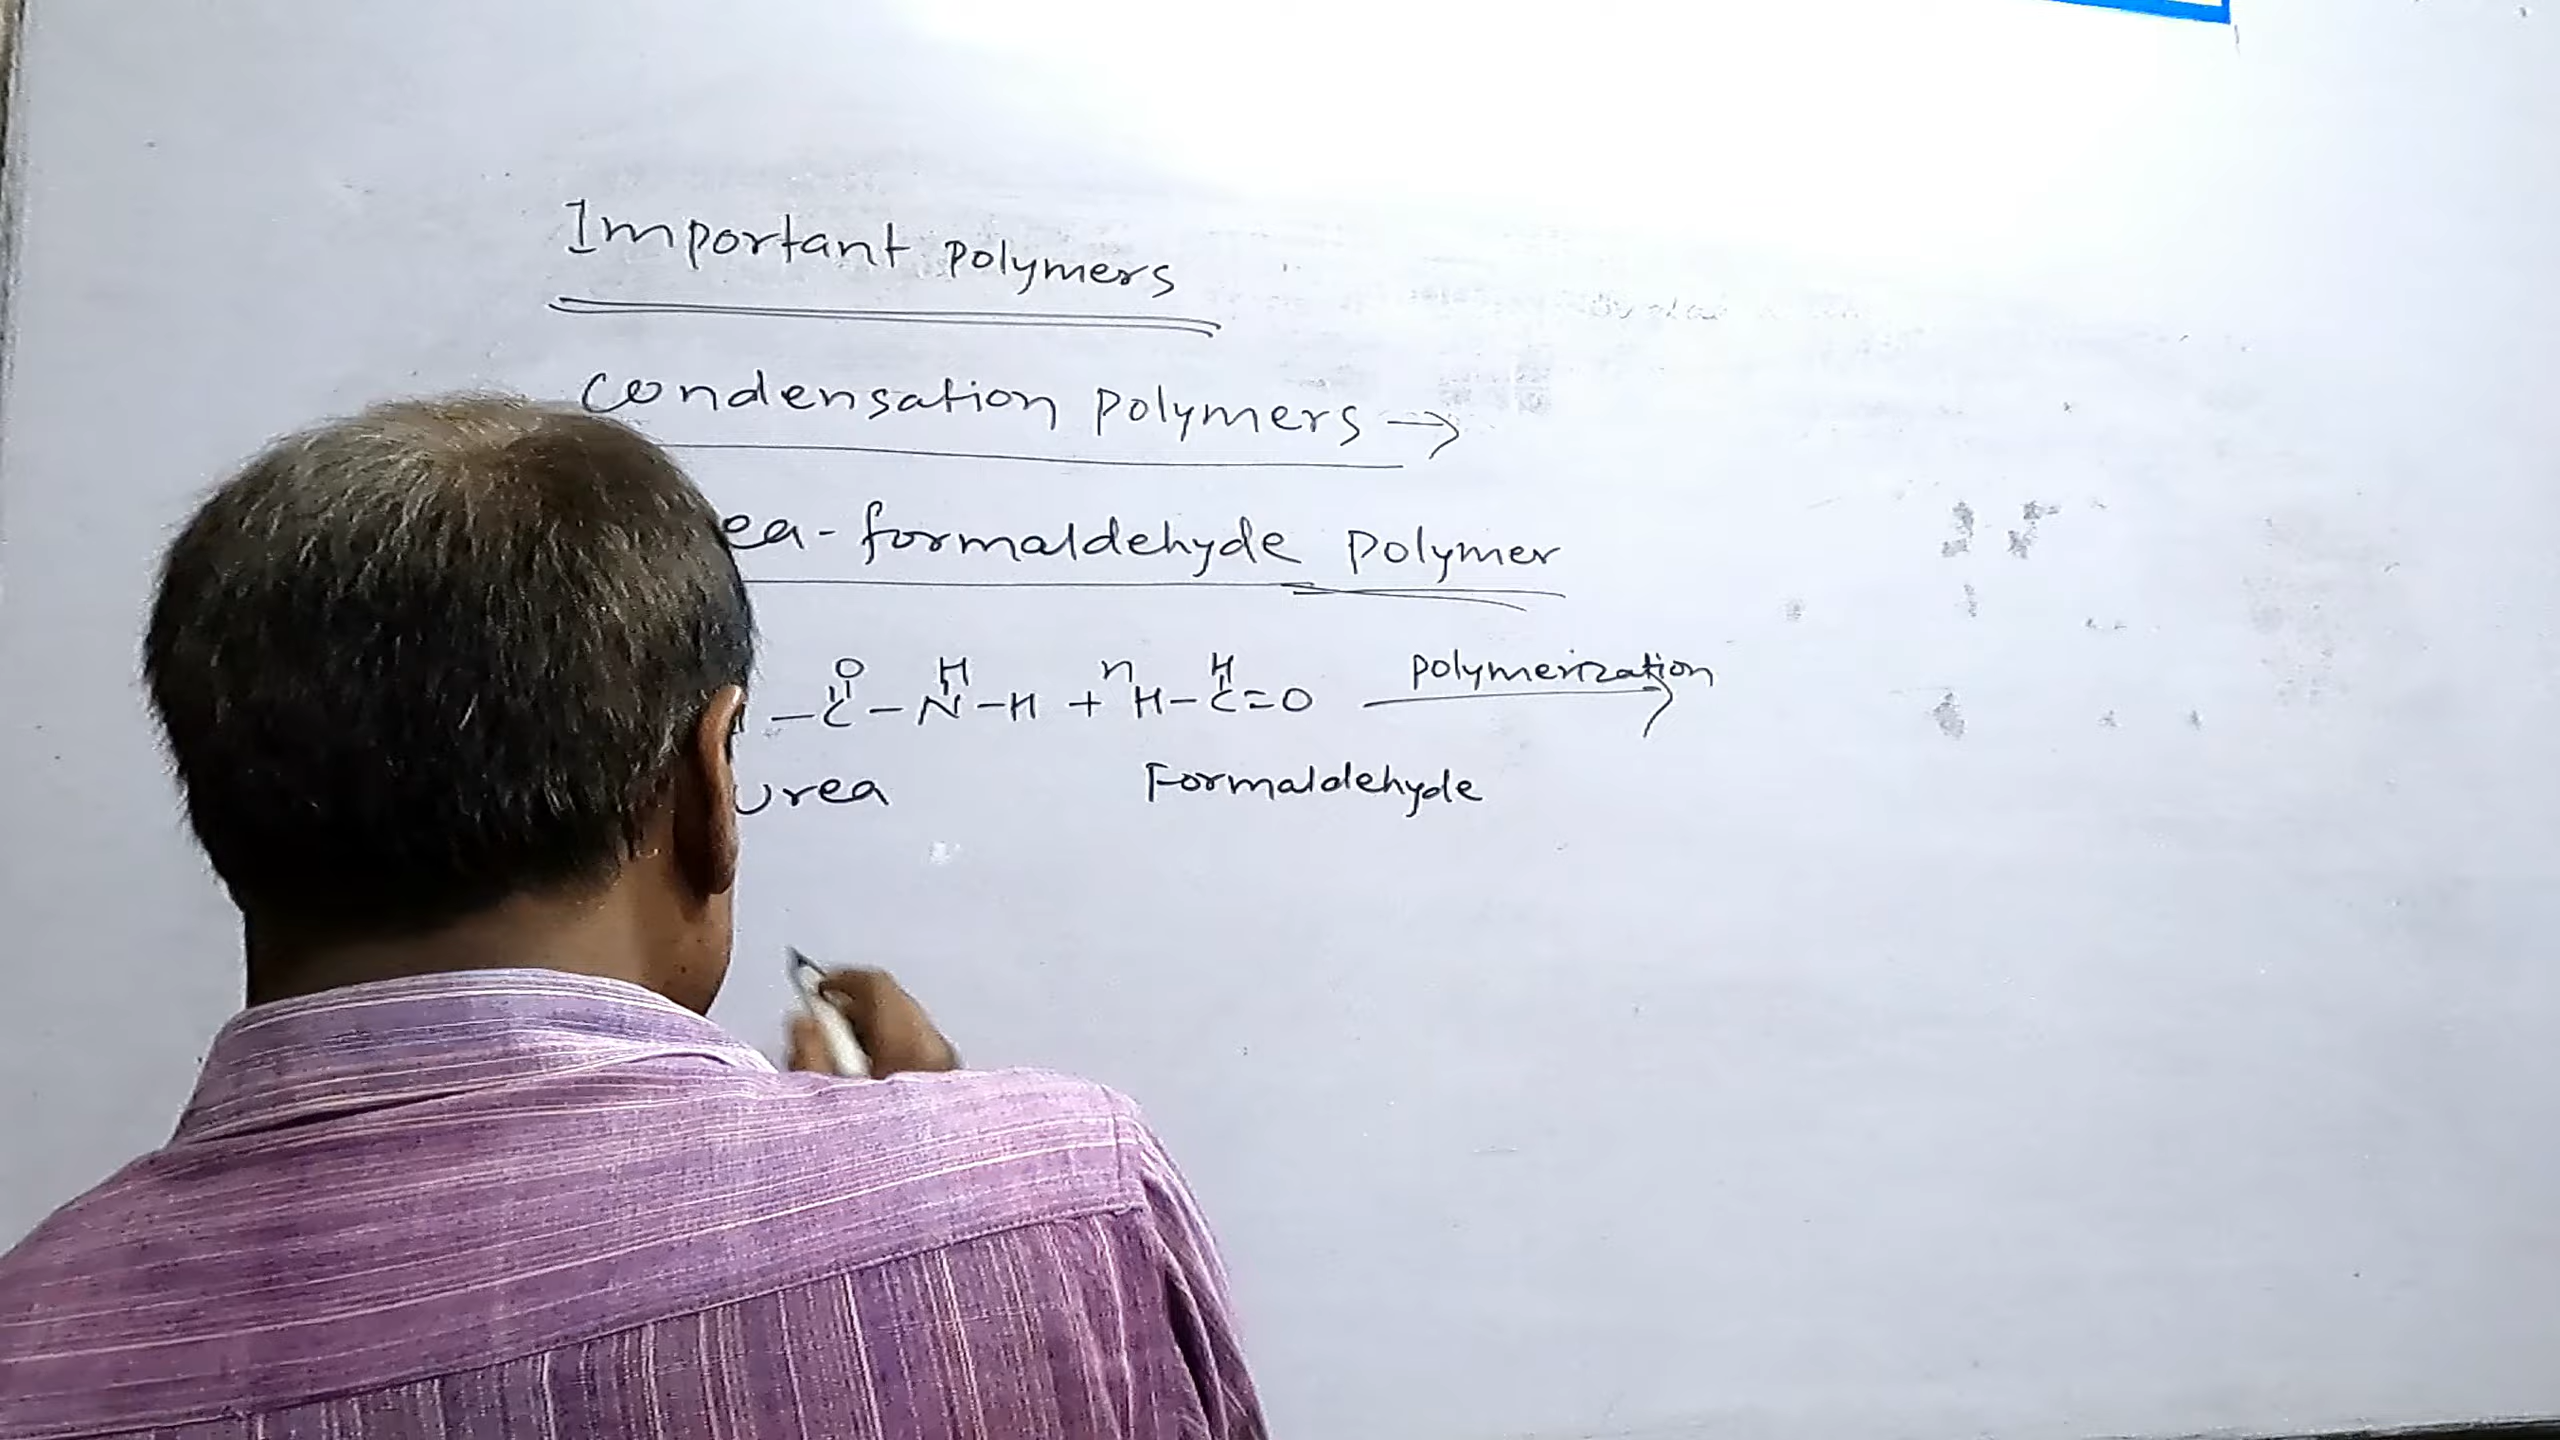 Important polymers
Condensation polymers →
ea-formaldehyde polymer
O H n H
polymerization
-C-N-H + H-C=O
urea Formaldehyde